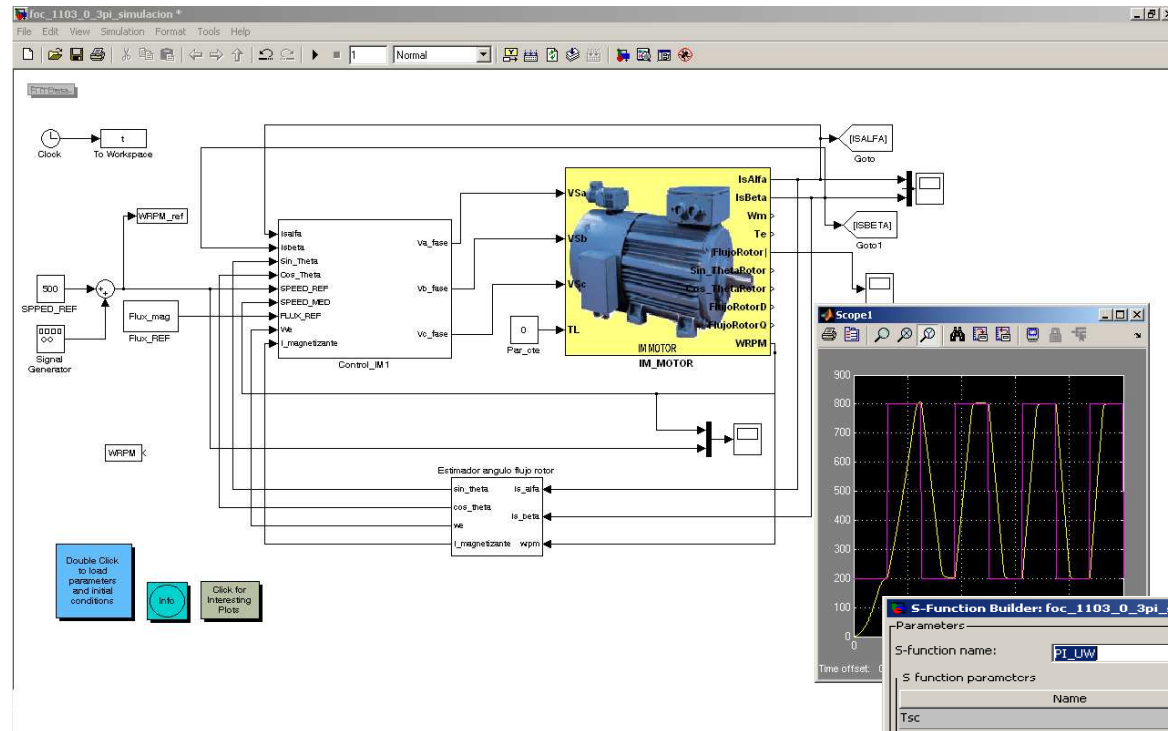 foc_1103_0_3pi_simulacion *
File Edit View Simulation Format Tools Help
1
Normal
Clock
t
To Workspace
WRPM_ref
500
SPPED_REF
Signal
Generator
Flux_mag
Flux_REF
Isalfa
Isbeta
Sin_Theta
Cos_Theta
SPEED_REF
SPEED_MED
FLUX_REF
We
I_magnetizante
Va_fase
Vb_fase
Vc_fase
Control_IM1
0
Par_cte
VSa
VSb
VSc
TL
IsAlfa
IsBeta
Wm
Te
|FlujoRotor|
Sin_ThetaRotor
Cos_ThetaRotor
FlujoRotorD
FlujoRotorQ
WRPM
IM MOTOR
IM_MOTOR
[ISALFA]
Goto
[ISBETA]
Goto1
WRPM
Estimador angulo flujo rotor
sin_theta
cos_theta
we
I_magnetizante
Is_alfa
Is_beta
wrpm
Double Click
to load
parameters
and initial
conditions
Info
Click for
Interesting
Plots
Scope1
900
800
700
600
500
400
300
200
100
0
0
Time offset:
S-Function Builder: foc_1103_0_3pi_s
Parameters
S-function name:
PI_UW
S function parameters
Name
Tsc